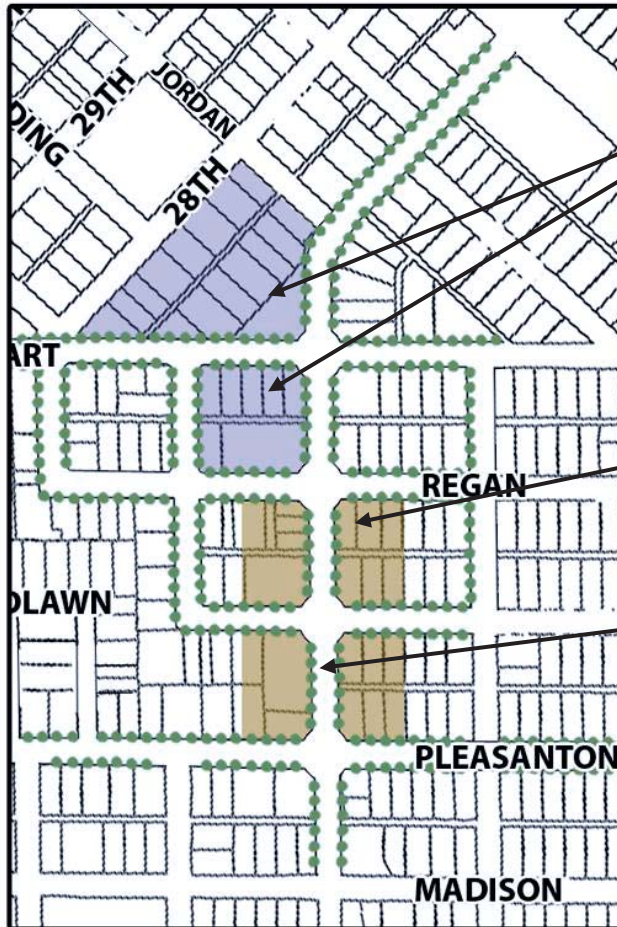 29TH
JORDAN
DING
28TH
ART
REGAN
DLAWN
PLEASANTON
MADISON